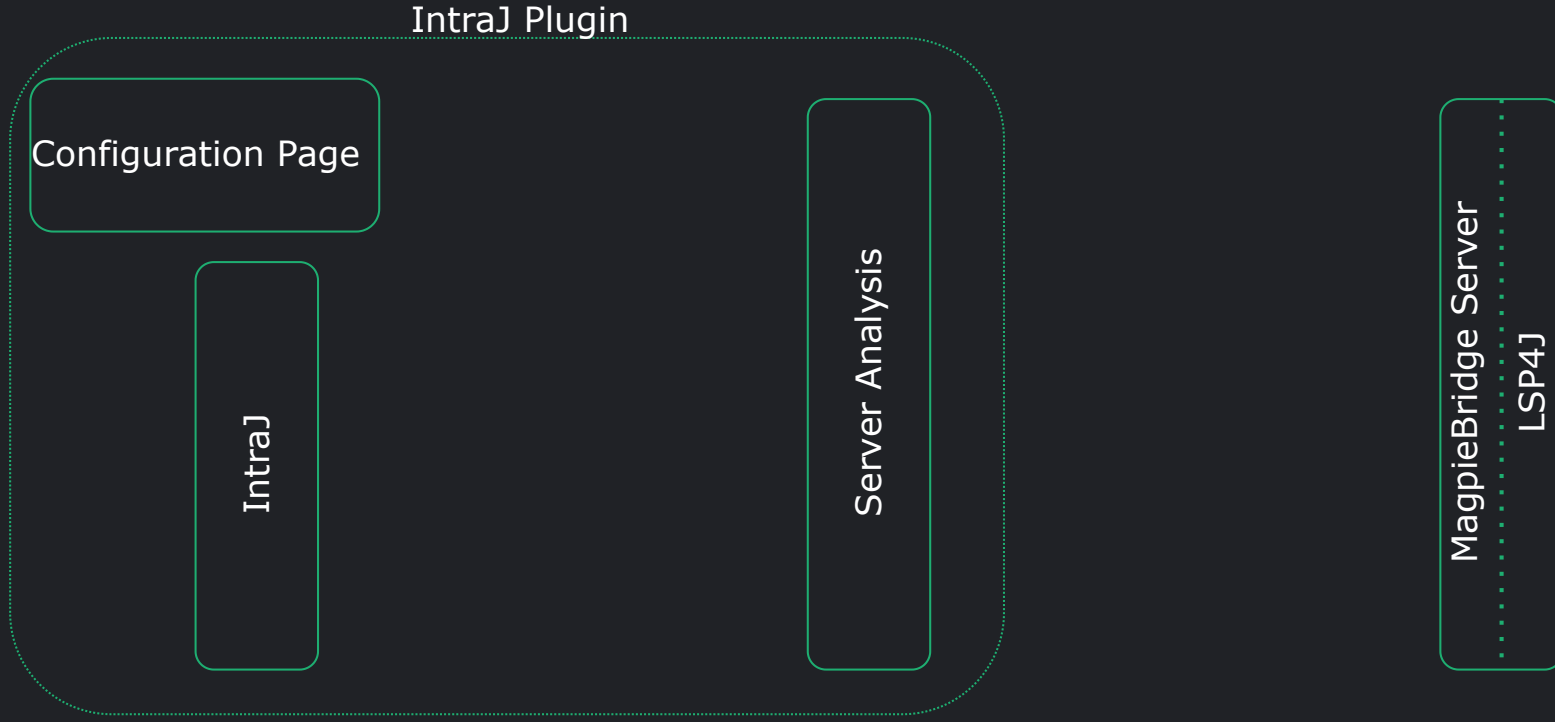 IntraJ Plugin
Configuration Page
IntraJ
Server Analysis
MagpieBridge Server
LSP4J